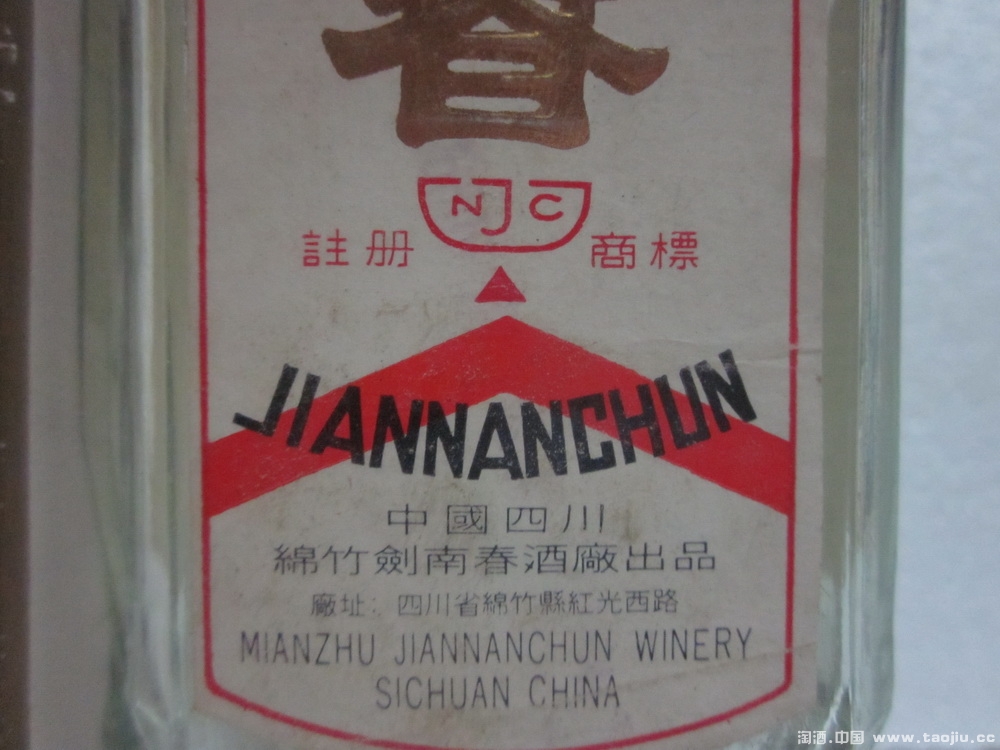 春
NJC
註册 商標
JIANNANCHUN
中國四川
綿竹劍南春酒廠出品
廠址：四川省綿竹縣紅光西路
MIANZHU JIANNANCHUN WINERY
SICHUAN CHINA
淘酒.中国 www.taojiu.cc